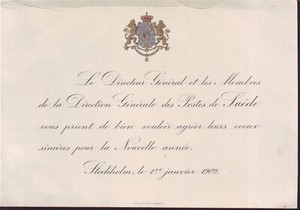 Le Directeur Général et les Membres
de la Direction Générale des Postes de Suède
vous prient de bien vouloir agréer leurs voeux
sincères pour la Nouvelle année.
Stockholm, le 1er janvier 1902.